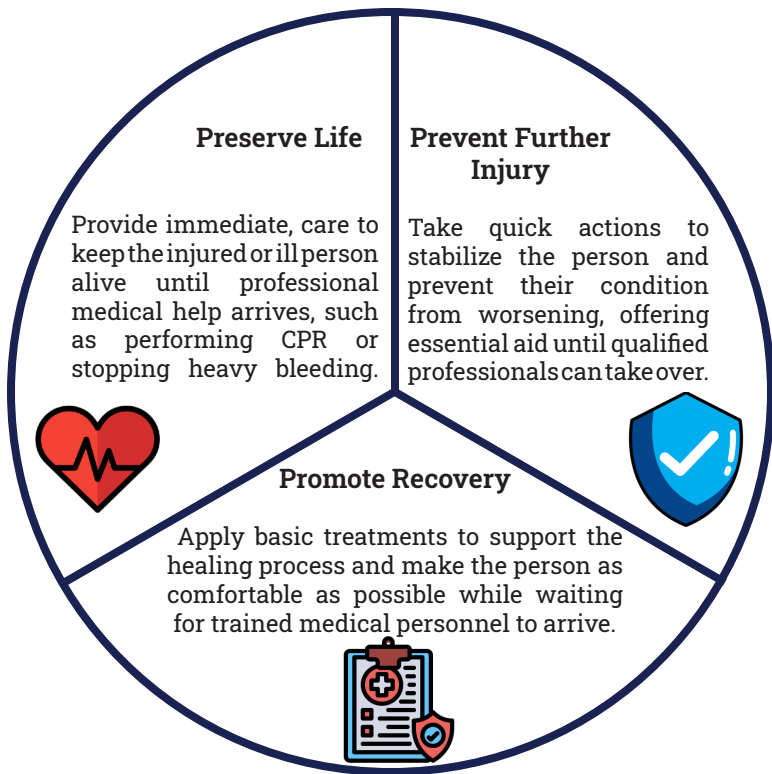 Preserve Life
Provide immediate, care to
keep the injured or ill person
alive until professional
medical help arrives, such
as performing CPR or
stopping heavy bleeding.
Prevent Further
Injury
Take quick actions to
stabilize the person and
prevent their condition
from worsening, offering
essential aid until qualified
professionals can take over.
Promote Recovery
Apply basic treatments to support the
healing process and make the person as
comfortable as possible while waiting
for trained medical personnel to arrive.